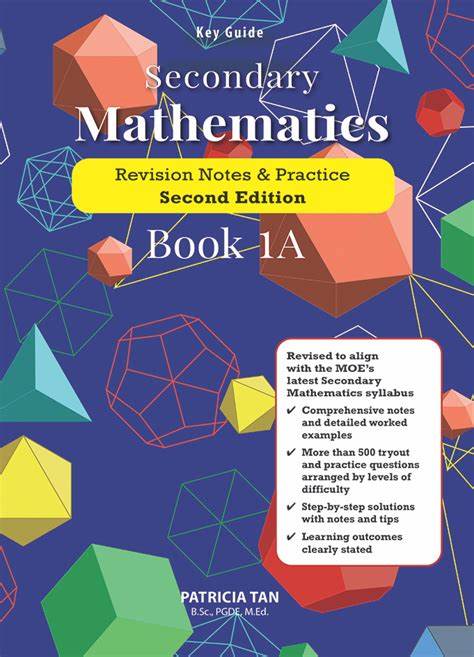 Key Guide
Secondary
Mathematics
Revision Notes & Practice
Second Edition
Book 1A
Revised to align
with the MOE’s
latest Secondary
Mathematics syllabus
✔ Comprehensive notes
and detailed worked
examples
✔ More than 500 tryout
and practice questions
arranged by levels of
difficulty
✔ Step-by-step solutions
with notes and tips
✔ Learning outcomes
clearly stated
PATRICIA TAN
B.Sc., PGDE, M.Ed.